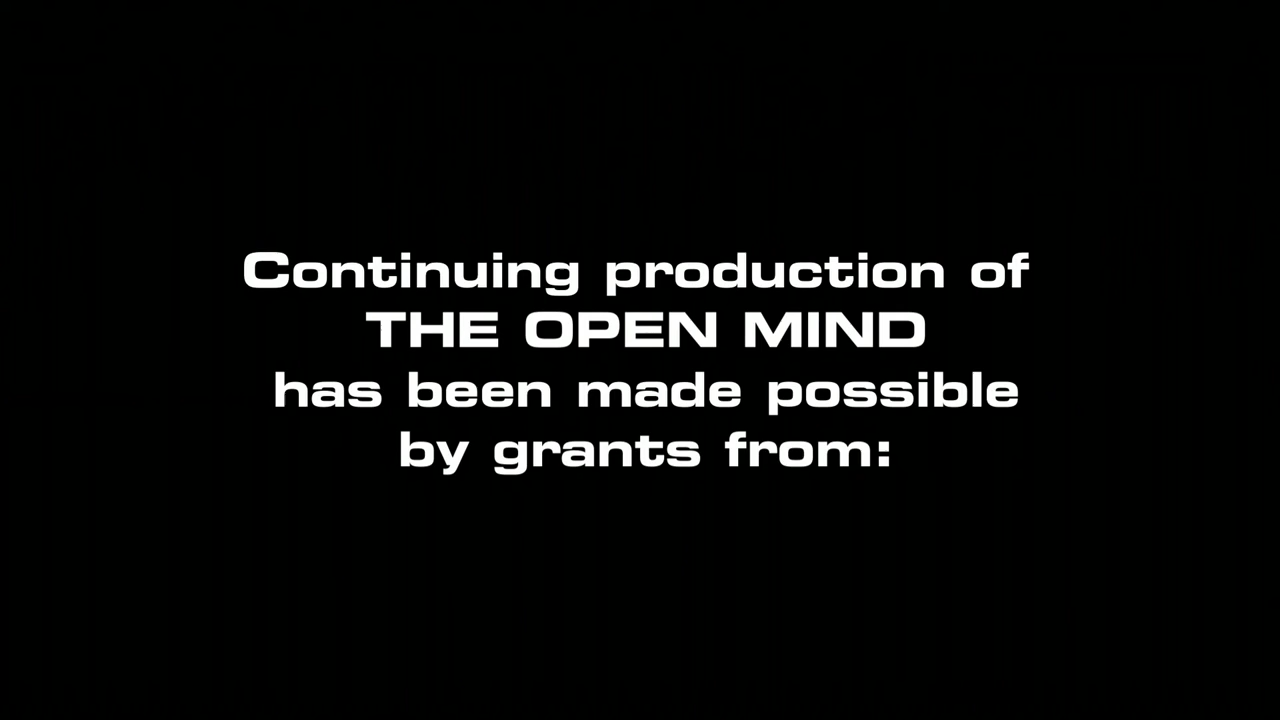 Continuing production of
THE OPEN MIND
has been made possible
by grants from: